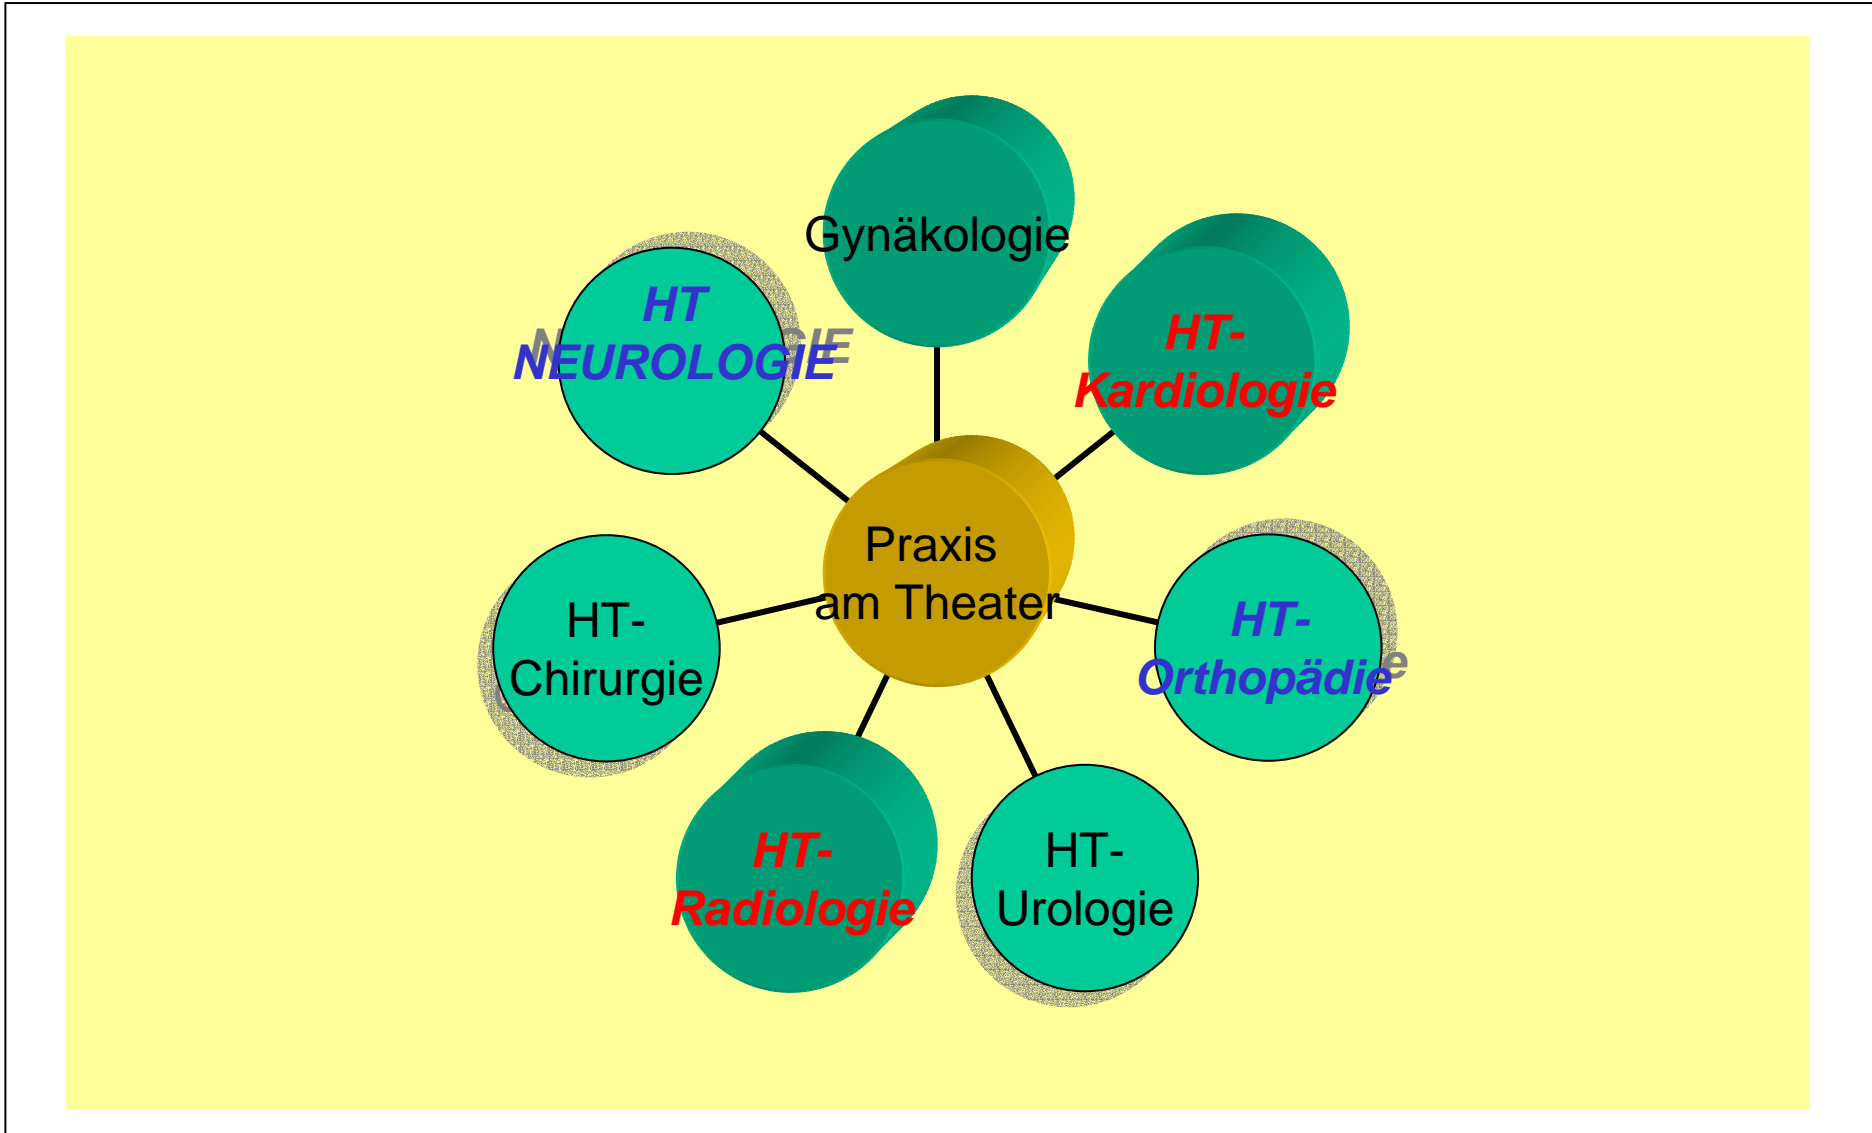 Gynäkologie
HT
NEUROLOGIE
HT-
Kardiologie
Praxis
am Theater
HT-
Chirurgie
HT-
Orthopädie
HT-
Radiologie
HT-
Urologie